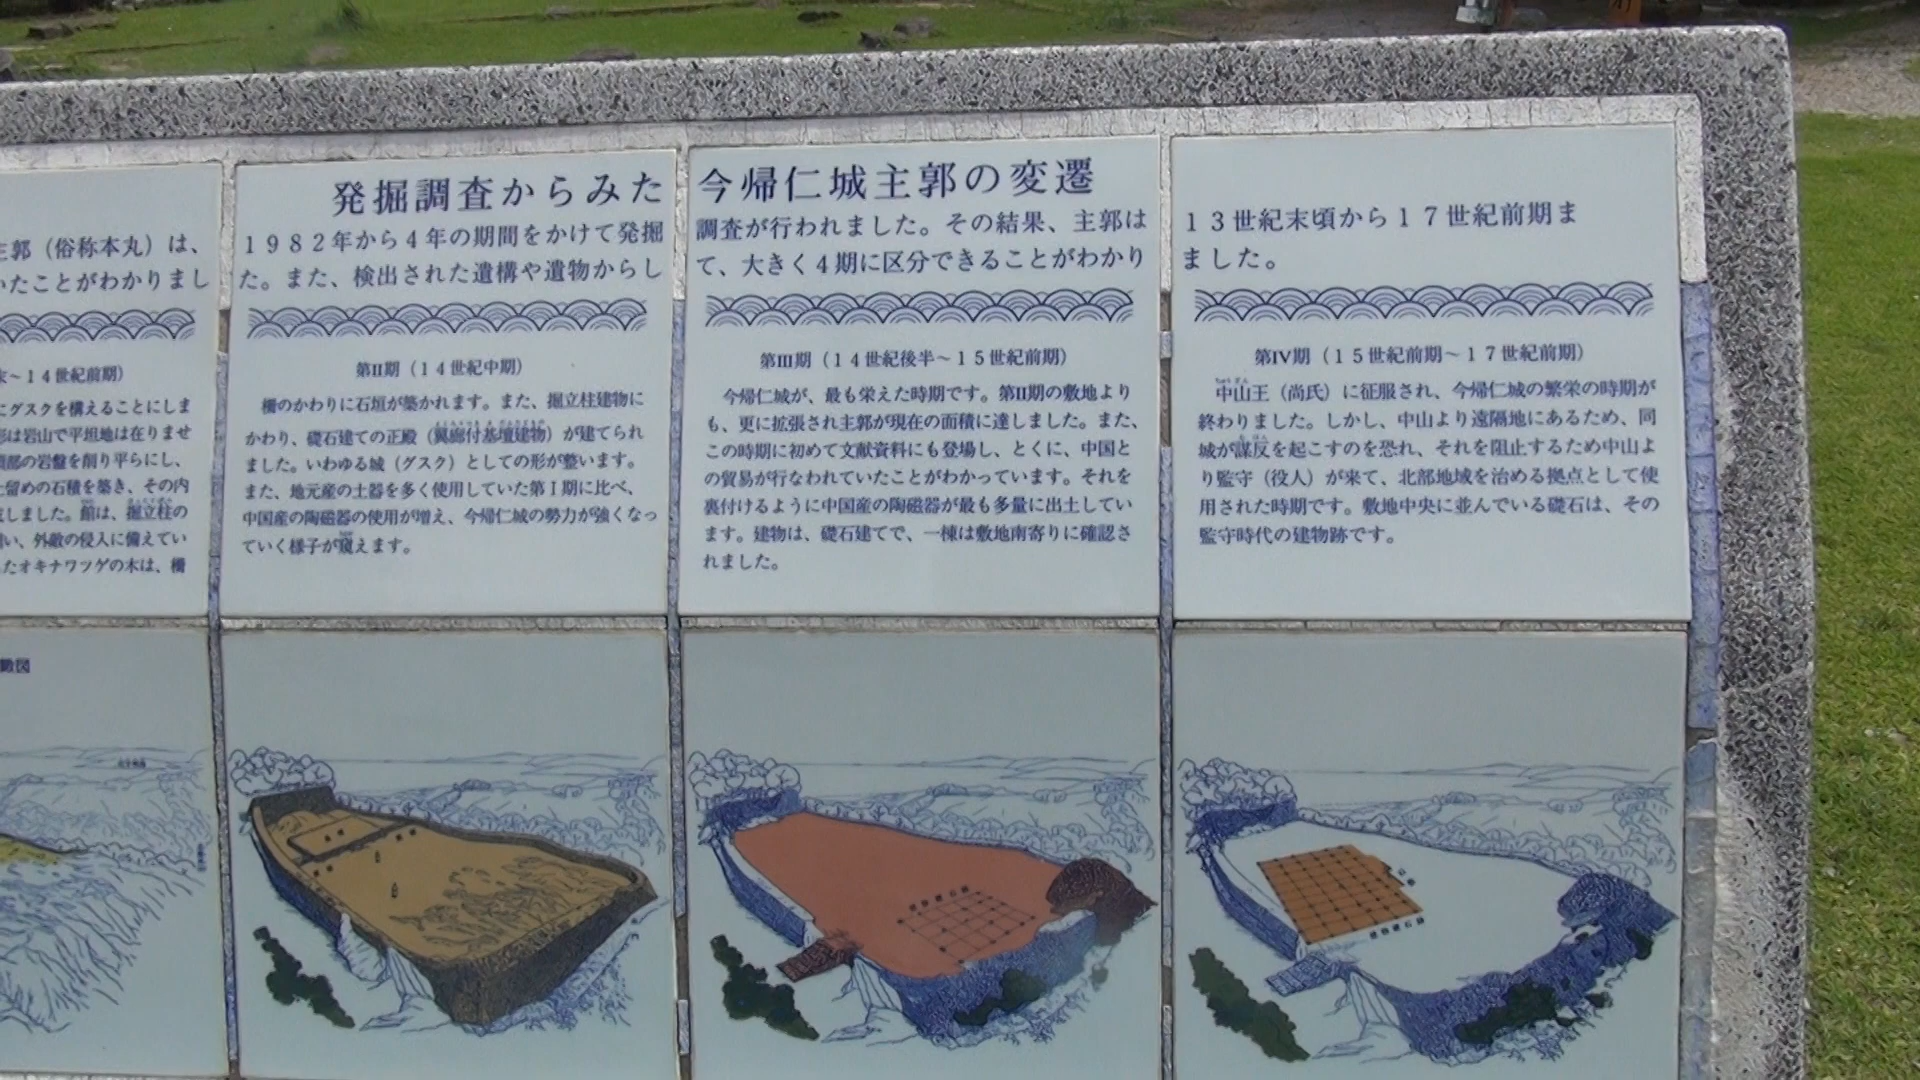 発掘調査からみた 今帰仁城主郭の変遷
主郭（俗称本丸）は、１９８２年から４年の期間をかけて発掘調査が行われました。その結果、主郭は１３世紀末頃から１７世紀前期ま
いたことがわかりました。また、検出された遺構や遺物からして、大きく４期に区分できることがわかりました。
末～１４世紀前期）
にグスクを構えることにしま
形は岩山で平坦地は在りませ
頂部の岩盤を削り平らにし、
土留めの石積を築き、その内
成しました。館は、掘立柱の
い、外敵の侵入に備えてい
たオキナワツゲの木は、柵
瞰図
第II期（１４世紀中期）
柵のかわりに石垣が築かれます。また、掘立柱建物に
かわり、礎石建ての正殿（翼廊付基壇建物）が建てられ
ました。いわゆる城（グスク）としての形が整います。
また、地元産の土器を多く使用していた第Ｉ期に比べ、
中国産の陶磁器の使用が増え、今帰仁城の勢力が強くなっ
ていく様子が窺えます。
第III期（１４世紀後半～１５世紀前期）
今帰仁城が、最も栄えた時期です。第II期の敷地より
も、更に拡張され主郭が現在の面積に達しました。また、
この時期に初めて文献資料にも登場し、とくに、中国と
の貿易が行なわれていたことがわかっています。それを
裏付けるように中国産の陶磁器が最も多量に出土してい
ます。建物は、礎石建てで、一棟は敷地南寄りに確認さ
れました。
第IV期（１５世紀前期～１７世紀前期）
中山王（尚氏）に征服され、今帰仁城の繁栄の時期が
終わりました。しかし、中山より遠隔地にあるため、同
城が謀反を起こすのを恐れ、それを阻止するため中山よ
り監守（役人）が来て、北部地域を治める拠点として使
用された時期です。敷地中央に並んでいる礎石は、その
監守時代の建物跡です。
建物礎石跡
建物礎石跡